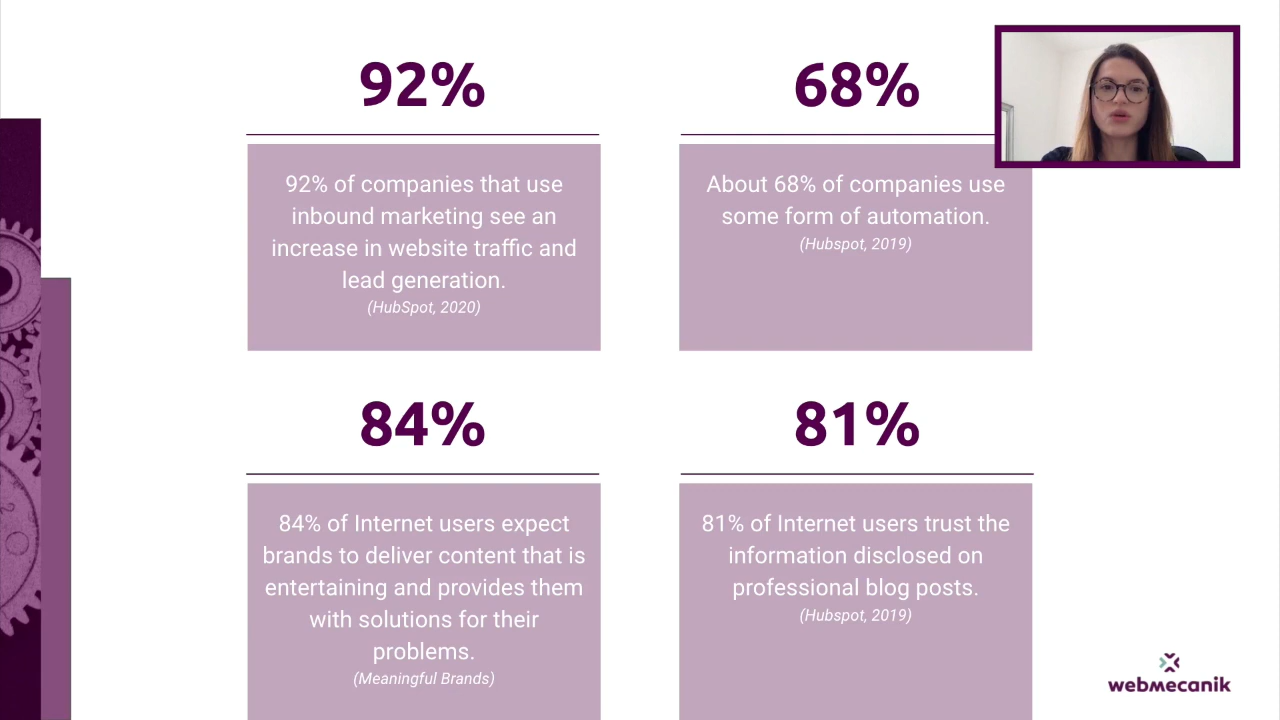 92%
92% of companies that use
inbound marketing see an
increase in website traffic and
lead generation.
(HubSpot, 2020)
68%
About 68% of companies use
some form of automation.
(Hubspot, 2019)
84%
84% of Internet users expect
brands to deliver content that is
entertaining and provides them
with solutions for their
problems.
(Meaningful Brands)
81%
81% of Internet users trust the
information disclosed on
professional blog posts.
(Hubspot, 2019)
webmecanik